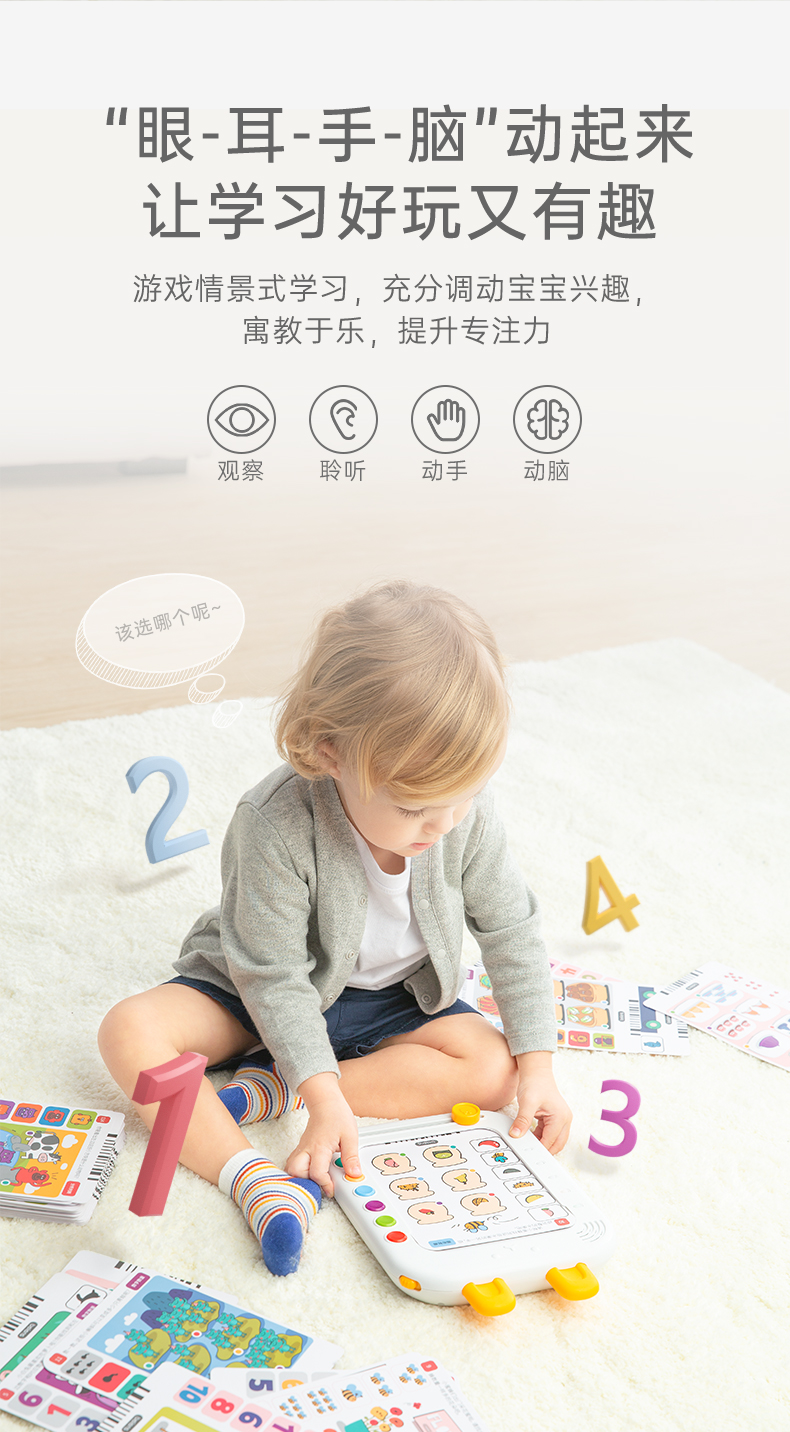 “眼-耳-手-脑”动起来
让学习好玩又有趣
游戏情景式学习，充分调动宝宝兴趣，
寓教于乐，提升专注力
观察 聆听 动手 动脑
该选哪个呢~
2
4
1
3